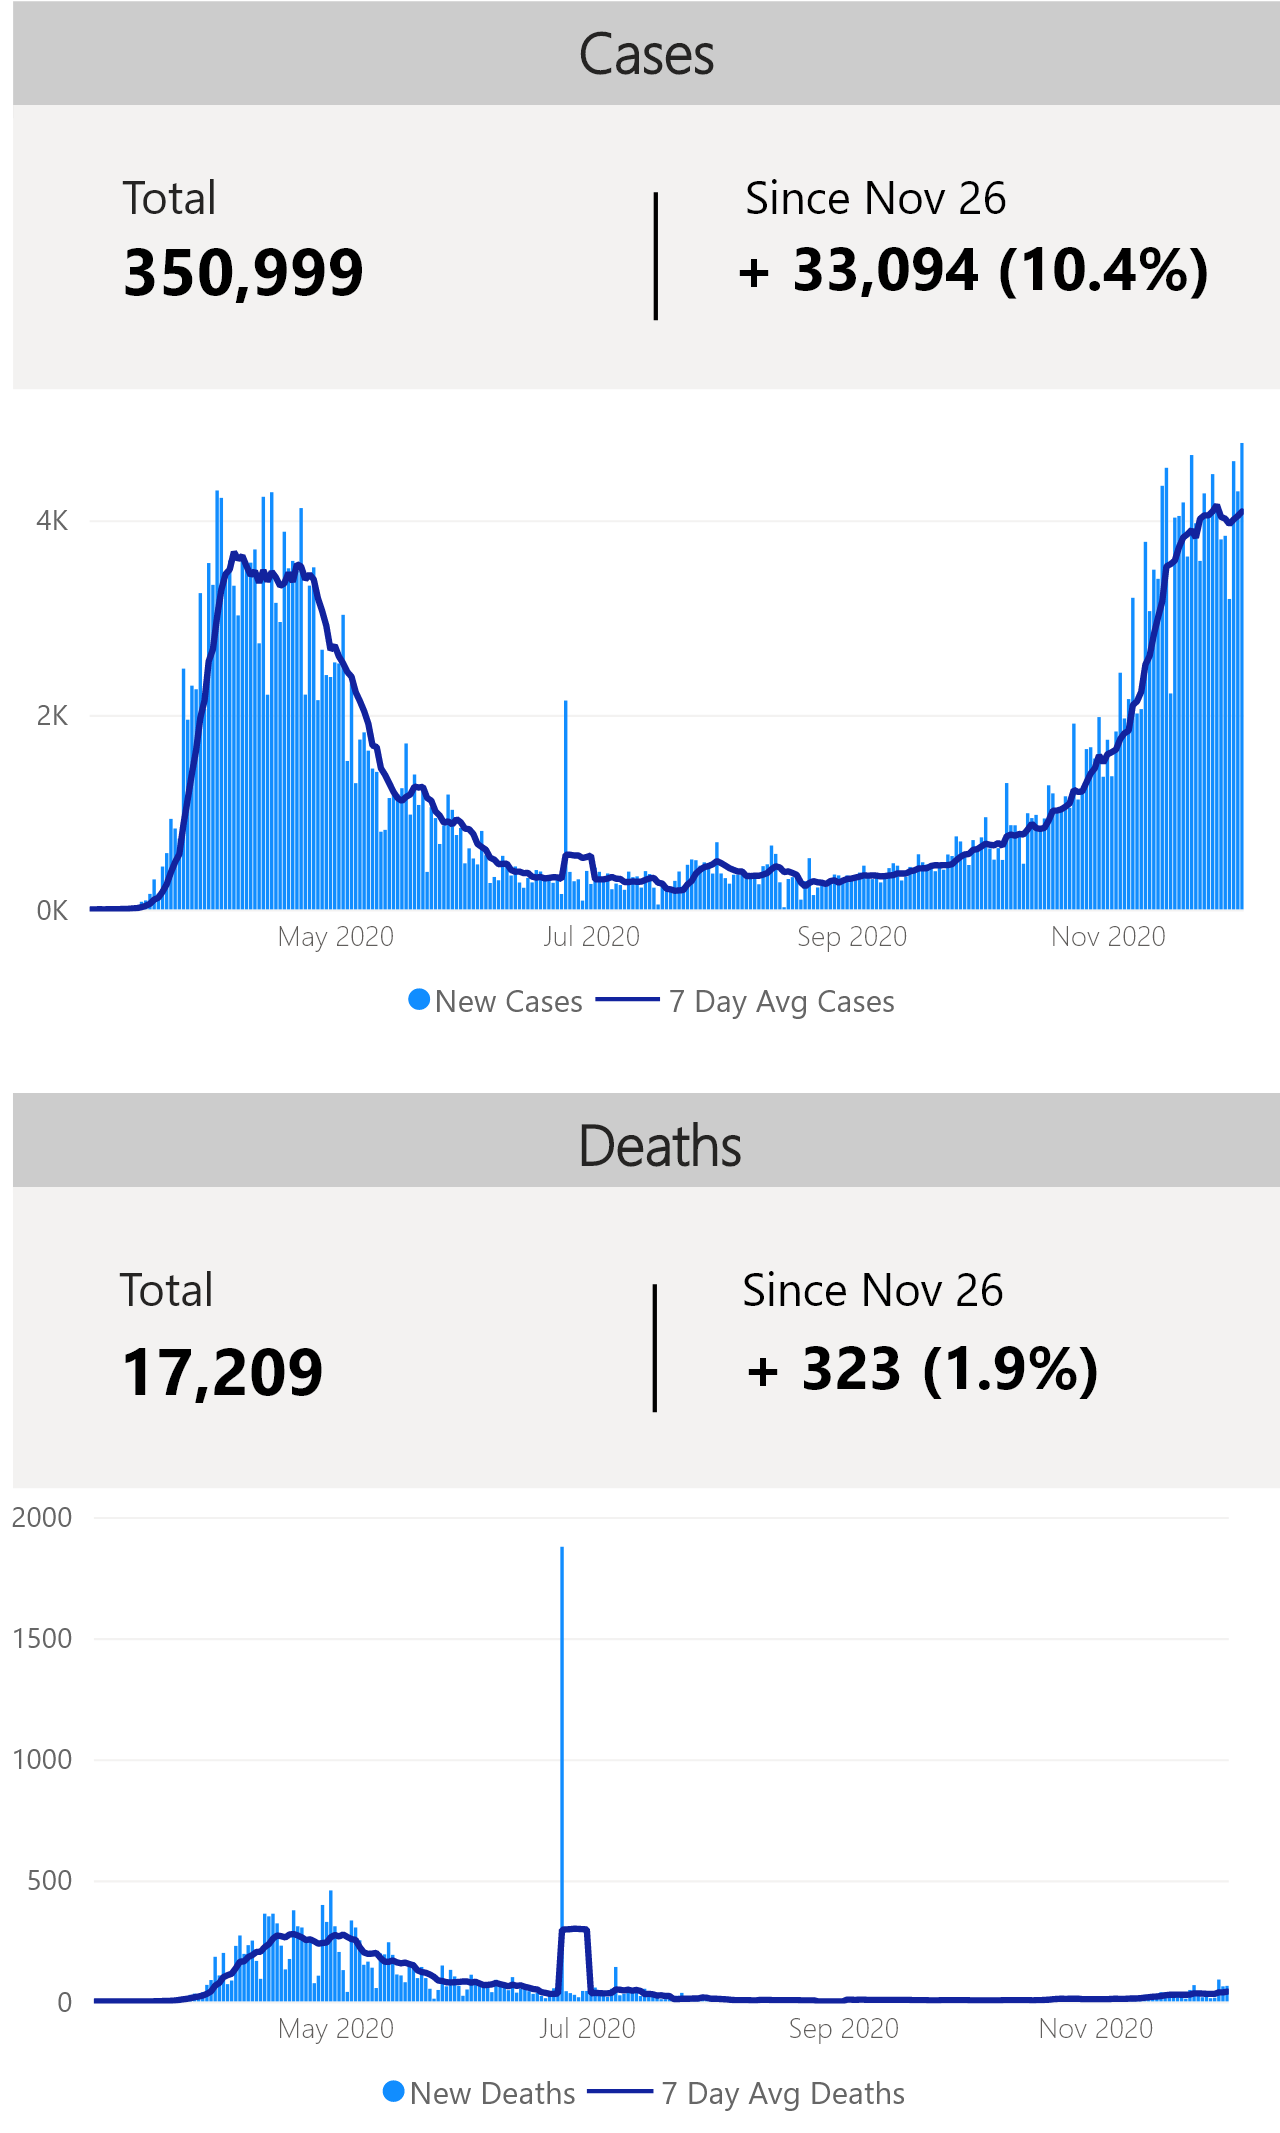 Cases
Total
Since Nov 26
350,999
+ 33,094 (10.4%)
4K
2K
0K
May 2020
Jul 2020
Sep 2020
Nov 2020
New Cases
7 Day Avg Cases
Deaths
Total
Since Nov 26
17,209
+ 323 (1.9%)
2000
1500
1000
500
0
May 2020
Jul 2020
Sep 2020
Nov 2020
New Deaths
7 Day Avg Deaths